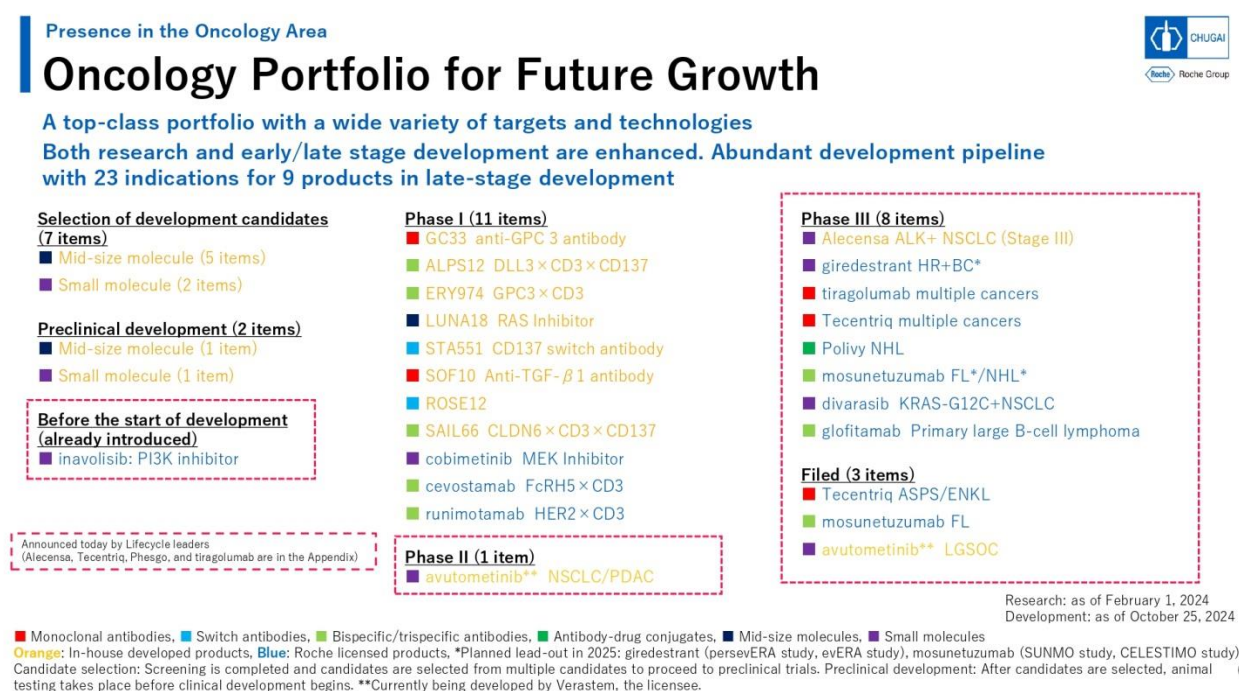 Presence in the Oncology Area
Oncology Portfolio for Future Growth
CHUGAI
Roche Roche Group
A top-class portfolio with a wide variety of targets and technologies
Both research and early/late stage development are enhanced. Abundant development pipeline
with 23 indications for 9 products in late-stage development
Selection of development candidates
(7 items)
Mid-size molecule (5 items)
Small molecule (2 items)
Preclinical development (2 items)
Mid-size molecule (1 item)
Small molecule (1 item)
Before the start of development
(already introduced)
inavolisib: PI3K inhibitor
Announced today by Lifecycle leaders
(Alecensa, Tecentriq, Phesgo, and tiragolumab are in the Appendix)
Phase I (11 items)
GC33 anti-GPC 3 antibody
ALPS12 DLL3×CD3×CD137
ERY974 GPC3×CD3
LUNA18 RAS Inhibitor
STA551 CD137 switch antibody
SOF10 Anti-TGF-β1 antibody
ROSE12
SAIL66 CLDN6×CD3×CD137
cobimetinib MEK Inhibitor
cevostamab FcRH5×CD3
runimotamab HER2×CD3
Phase II (1 item)
avutometinib** NSCLC/PDAC
Phase III (8 items)
Alecensa ALK+ NSCLC (Stage III)
giredestrant HR+BC*
tiragolumab multiple cancers
Tecentriq multiple cancers
Polivy NHL
mosunetuzumab FL*/NHL*
divarasib KRAS-G12C+NSCLC
glofitamab Primary large B-cell lymphoma
Filed (3 items)
Tecentriq ASPS/ENKL
mosunetuzumab FL
avutometinib** LGSOC
Research: as of February 1, 2024
Development: as of October 25, 2024
Monoclonal antibodies, Switch antibodies, Bispecific/trispecific antibodies, Antibody-drug conjugates, Mid-size molecules, Small molecules
Orange: In-house developed products, Blue: Roche licensed products, *Planned lead-out in 2025: giredestrant (persevERA study, evERA study), mosunetuzumab (SUNMO study, CELESTIMO study)
Candidate selection: Screening is completed and candidates are selected from multiple candidates to proceed to preclinical trials. Preclinical development: After candidates are selected, animal
testing takes place before clinical development begins. **Currently being developed by Verastem, the licensee.